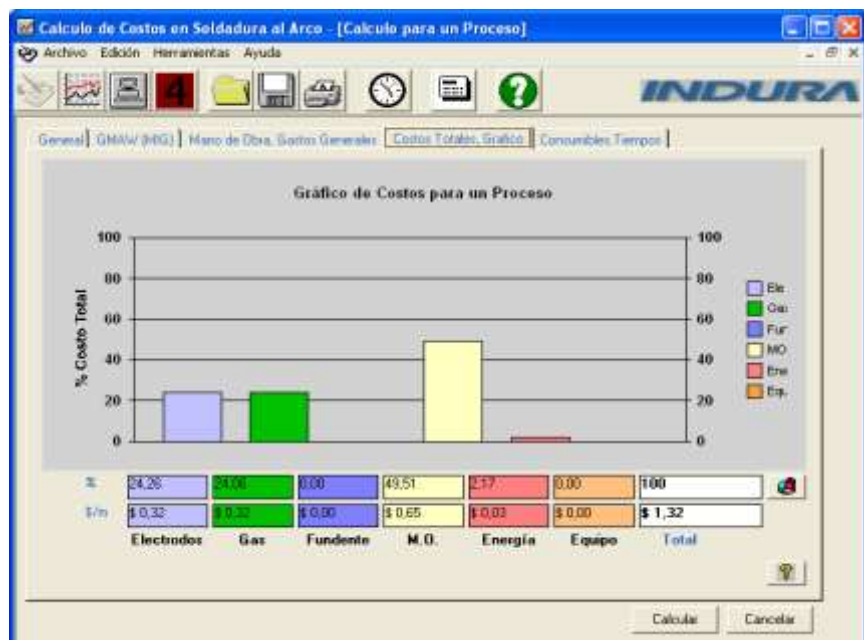 Calculo de Costos en Soldadura al Arco - [Calculo para un Proceso]
Archivo Edición Herramientas Ayuda
4
INDURA
General GMAW (MIG) Mano de Obra, Gastos Generales Costos Totales, Grafico Consumibles, Tiempos
Gráfico de Costos para un Proceso
% Costo Total
100 100
80 80
60 60
40 40
20 20
0 0
Ele
Gas
Fur
MO
Ene
Equ.
% 24,26 24,06 0,00 49,51 2,17 0,00 100
$/m $ 0,32 $ 0,32 $ 0,00 $ 0,65 $ 0,03 $ 0,00 $ 1,32
Electrodos Gas Fundente M.O. Energía Equipo Total
Calcular Cancelar